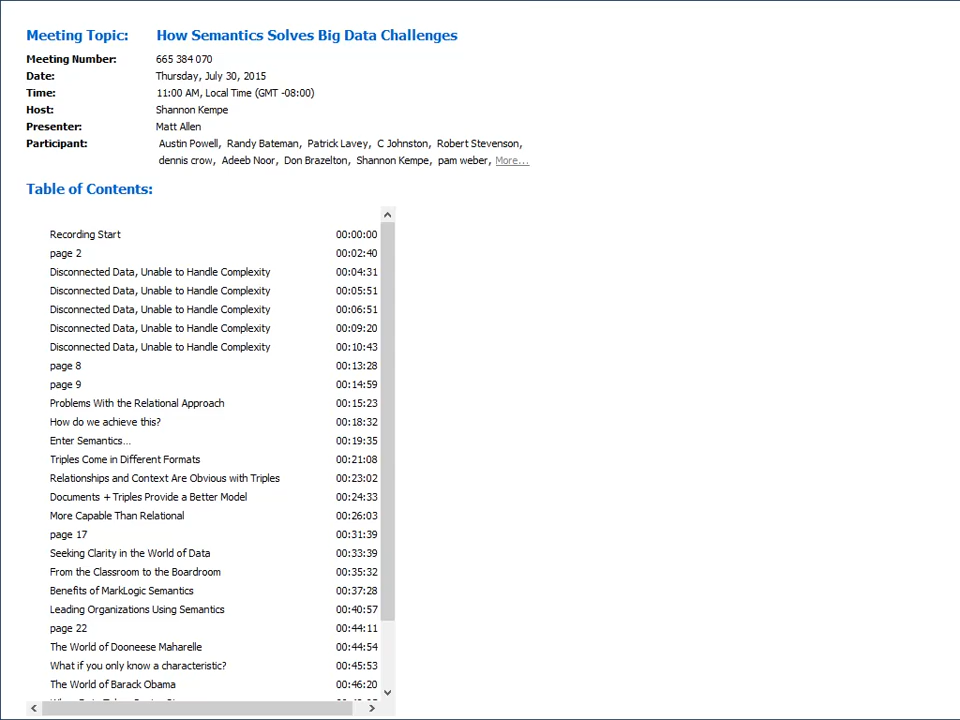 Meeting Topic: How Semantics Solves Big Data Challenges
Meeting Number: 665 384 070
Date: Thursday, July 30, 2015
Time: 11:00 AM, Local Time (GMT -08:00)
Host: Shannon Kempe
Presenter: Matt Allen
Participant: Austin Powell, Randy Bateman, Patrick Lavey, C Johnston, Robert Stevenson,
dennis crow, Adeeb Noor, Don Brazelton, Shannon Kempe, pam weber, More...
Table of Contents:
Recording Start 00:00:00
page 2 00:02:40
Disconnected Data, Unable to Handle Complexity 00:04:31
Disconnected Data, Unable to Handle Complexity 00:05:51
Disconnected Data, Unable to Handle Complexity 00:06:51
Disconnected Data, Unable to Handle Complexity 00:09:20
Disconnected Data, Unable to Handle Complexity 00:10:43
page 8 00:13:28
page 9 00:14:59
Problems With the Relational Approach 00:15:23
How do we achieve this? 00:18:32
Enter Semantics... 00:19:35
Triples Come in Different Formats 00:21:08
Relationships and Context Are Obvious with Triples 00:23:02
Documents + Triples Provide a Better Model 00:24:33
More Capable Than Relational 00:26:03
page 17 00:31:39
Seeking Clarity in the World of Data 00:33:39
From the Classroom to the Boardroom 00:35:32
Benefits of MarkLogic Semantics 00:37:28
Leading Organizations Using Semantics 00:40:57
page 22 00:44:11
The World of Dooneese Maharelle 00:44:54
What if you only know a characteristic? 00:45:53
The World of Barack Obama 00:46:20